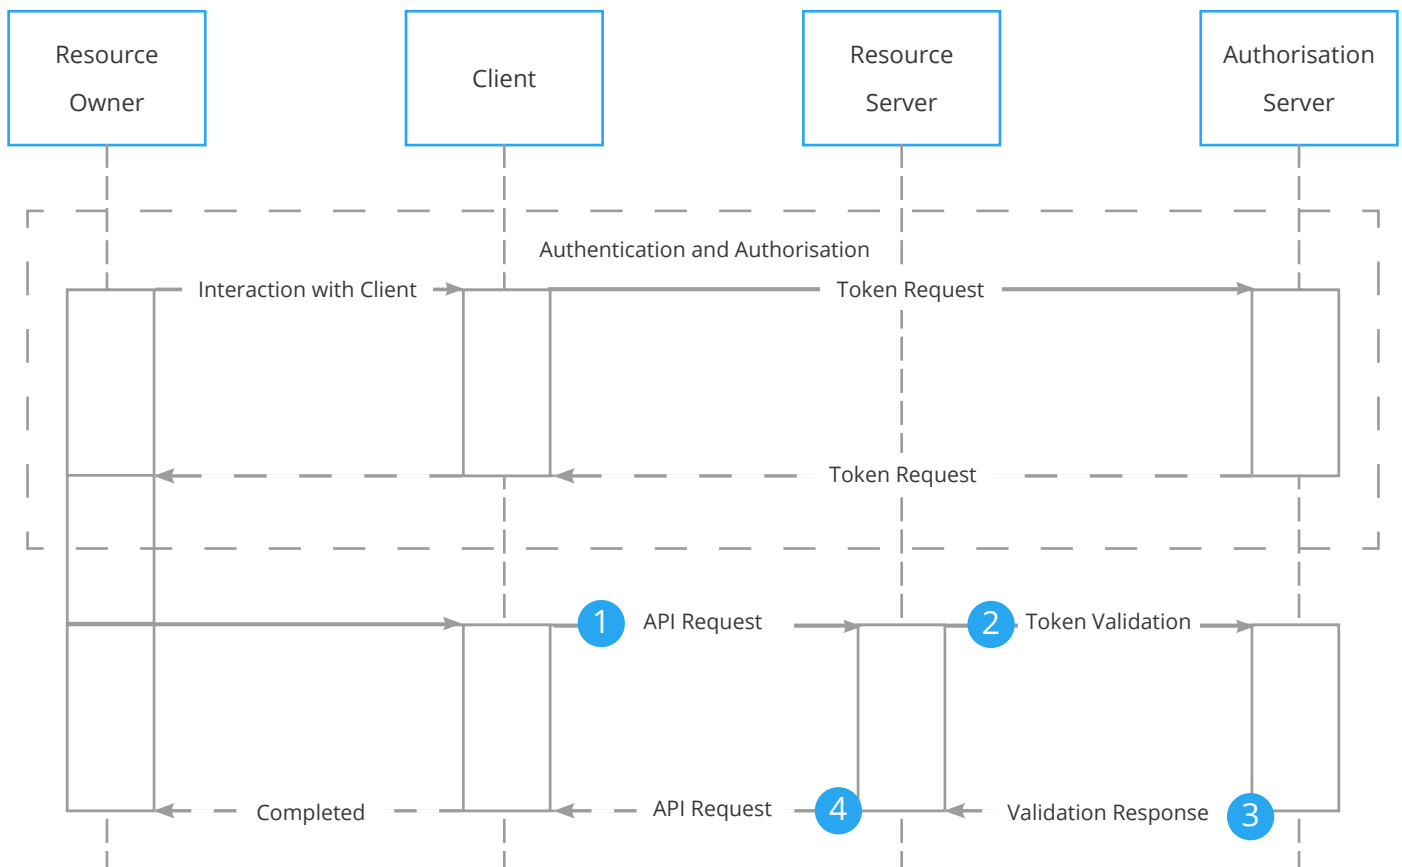 Resource
Owner
Client
Resource
Server
Authorisation
Server
Authentication and Authorisation
Interaction with Client
Token Request
Token Request
1
API Request
2
Token Validation
Completed
API Request
4
Validation Response
3